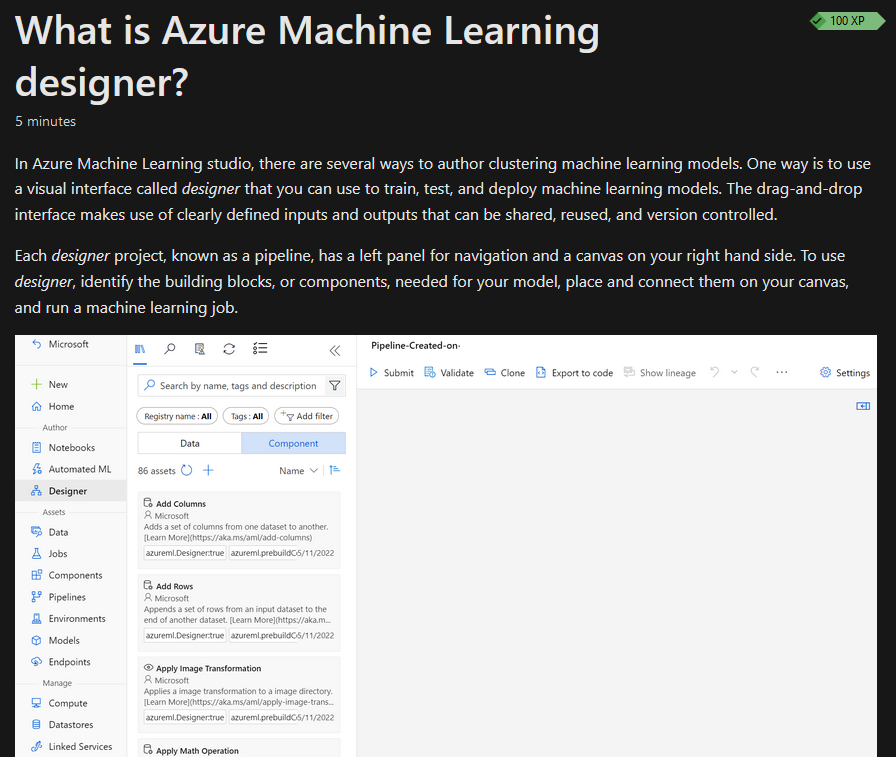 What is Azure Machine Learning
designer?
100 XP
5 minutes
In Azure Machine Learning studio, there are several ways to author clustering machine learning models. One way is to use
a visual interface called designer that you can use to train, test, and deploy machine learning models. The drag-and-drop
interface makes use of clearly defined inputs and outputs that can be shared, reused, and version controlled.
Each designer project, known as a pipeline, has a left panel for navigation and a canvas on your right hand side. To use
designer, identify the building blocks, or components, needed for your model, place and connect them on your canvas,
and run a machine learning job.
Microsoft
New
Home
Author
Notebooks
Automated ML
Designer
Assets
Data
Jobs
Components
Pipelines
Environments
Models
Endpoints
Manage
Compute
Datastores
Linked Services
Search by name, tags and description
Registry name : All
Tags : All
Add filter
Data
Component
86 assets
Name
Add Columns
Microsoft
Adds a set of columns from one dataset to another.
[Learn More](https://aka.ms/aml/add-columns)
azureml.Designer:true azureml.prebuildC 5/11/2022
Add Rows
Microsoft
Appends a set of rows from an input dataset to the
end of another dataset. [Learn More](https://aka.m...
azureml.Designer:true azureml.prebuildC 5/11/2022
Apply Image Transformation
Microsoft
Applies a image transformation to a image directory.
[Learn More](https://aka.ms/aml/apply-image-trans...
azureml.Designer:true azureml.prebuildC 5/11/2022
Apply Math Operation
Pipeline-Created-on-
Submit
Validate
Clone
Export to code
Show lineage
Settings